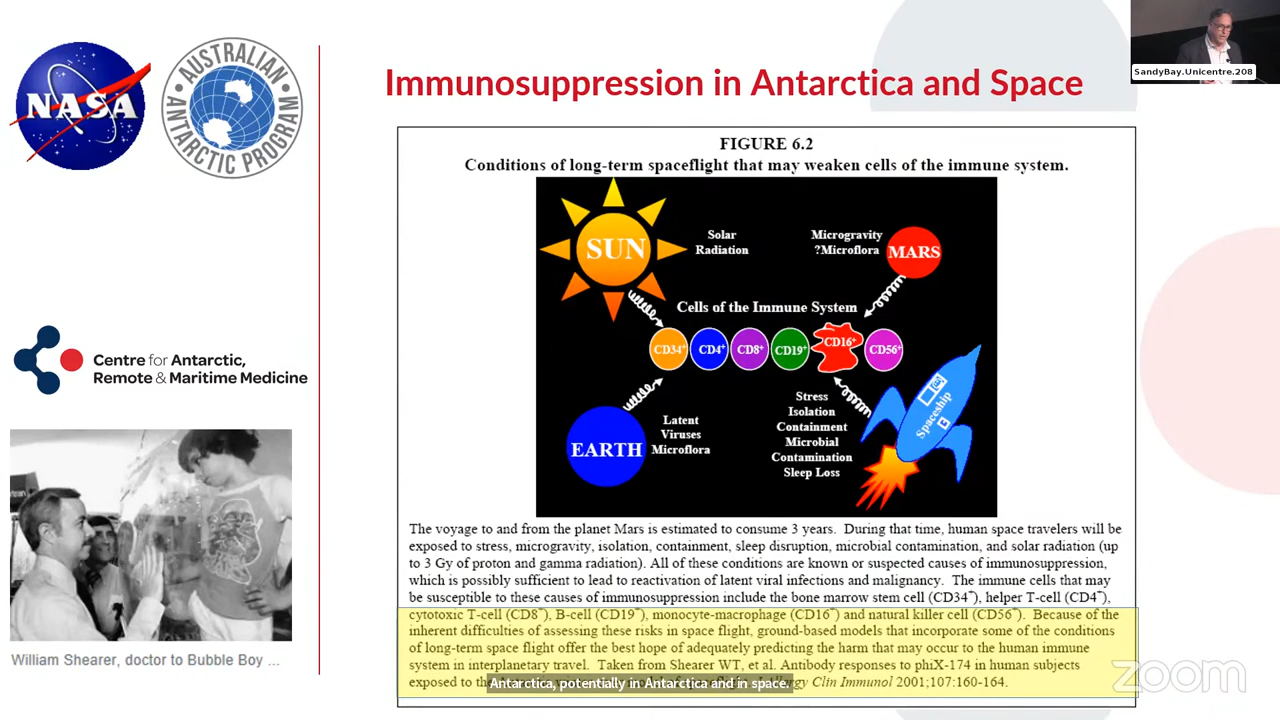 NASA
AUSTRALIAN
ANTARCTIC PROGRAM
Immunosuppression in Antarctica and Space
SandyBay.Unicentre.208
FIGURE 6.2
Conditions of long-term spaceflight that may weaken cells of the immune system.
SUN
Solar
Radiation
Microgravity
?Microflora
MARS
Cells of the Immune System
CD34+
CD4+
CD8+
CD19+
CD16+
CD56+
EARTH
Latent
Viruses
Microflora
Stress
Isolation
Containment
Microbial
Contamination
Sleep Loss
Spaceship
Centre for Antarctic,
Remote & Maritime Medicine
William Shearer, doctor to Bubble Boy ...
The voyage to and from the planet Mars is estimated to consume 3 years. During that time, human space travelers will be
exposed to stress, microgravity, isolation, containment, sleep disruption, microbial contamination, and solar radiation (up
to 3 Gy of proton and gamma radiation). All of these conditions are known or suspected causes of immunosuppression,
which is possibly sufficient to lead to reactivation of latent viral infections and malignancy. The immune cells that may
be susceptible to these causes of immunosuppression include the bone marrow stem cell (CD34+), helper T-cell (CD4+),
cytotoxic T-cell (CD8+), B-cell (CD19+), monocyte-macrophage (CD16+) and natural killer cell (CD56+). Because of the
inherent difficulties of assessing these risks in space flight, ground-based models that incorporate some of the conditions
of long-term space flight offer the best hope of adequately predicting the harm that may occur to the human immune
system in interplanetary travel. Taken from Shearer WT, et al. Antibody responses to phiX-174 in human subjects
exposed to the Clin Immunol 2001;107:160-164.
Antarctica, potentially in Antarctica and in space.
zoom